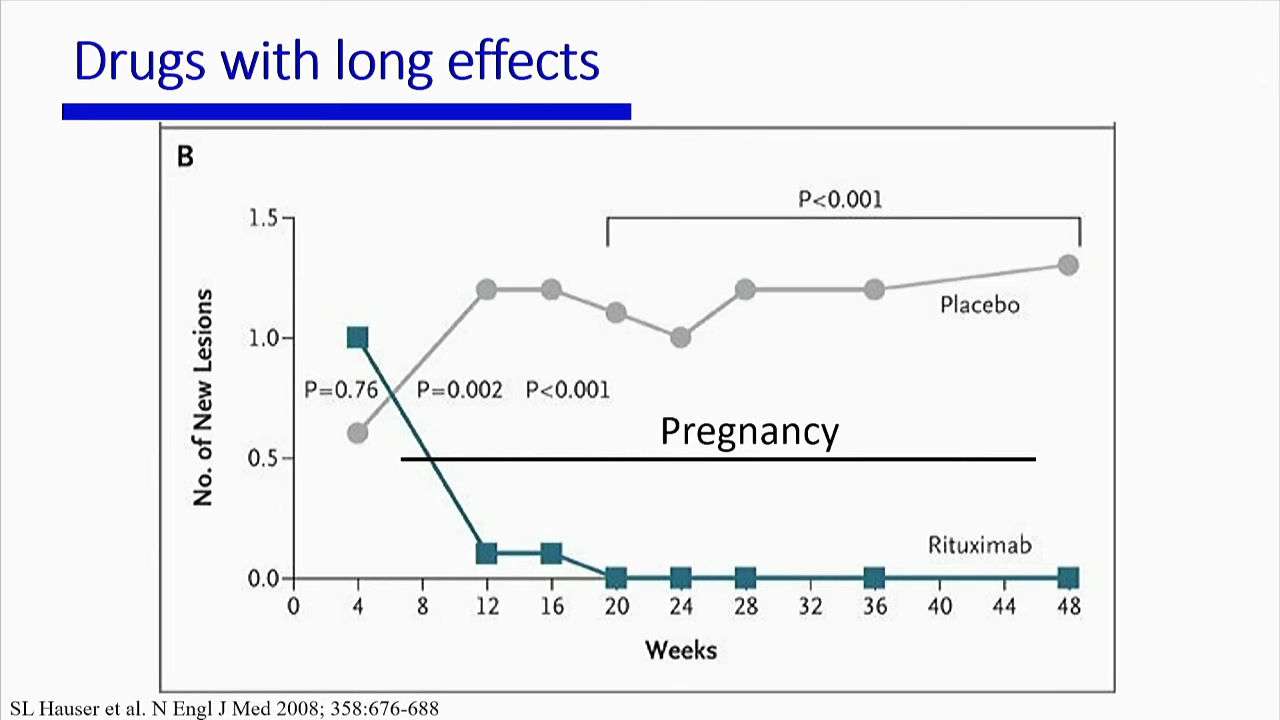 Drugs with long effects
B
P<0.001
1.5
1.0
0.5
0.0
No. of New Lesions
Placebo
P=0.76 P=0.002 P<0.001
Pregnancy
Rituximab
0 4 8 12 16 20 24 28 32 36 40 44 48
Weeks
SL Hauser et al. N Engl J Med 2008; 358:676-688